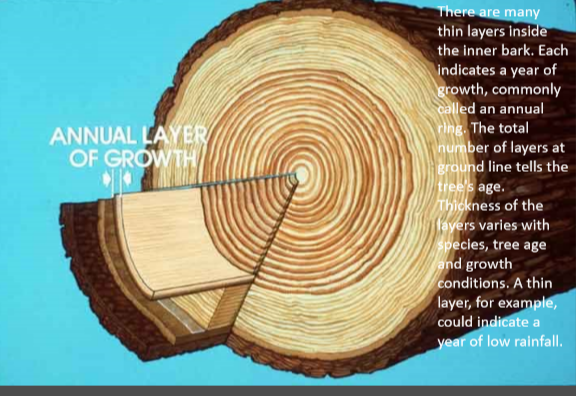 ANNUAL LAYER
OF GROWTH
There are many
thin layers inside
the inner bark. Each
indicates a year of
growth, commonly
called an annual
ring. The total
number of layers at
ground line tells the
tree's age.
Thickness of the
layers varies with
species, tree age
and growth
conditions. A thin
layer, for example,
could indicate a
year of low rainfall.